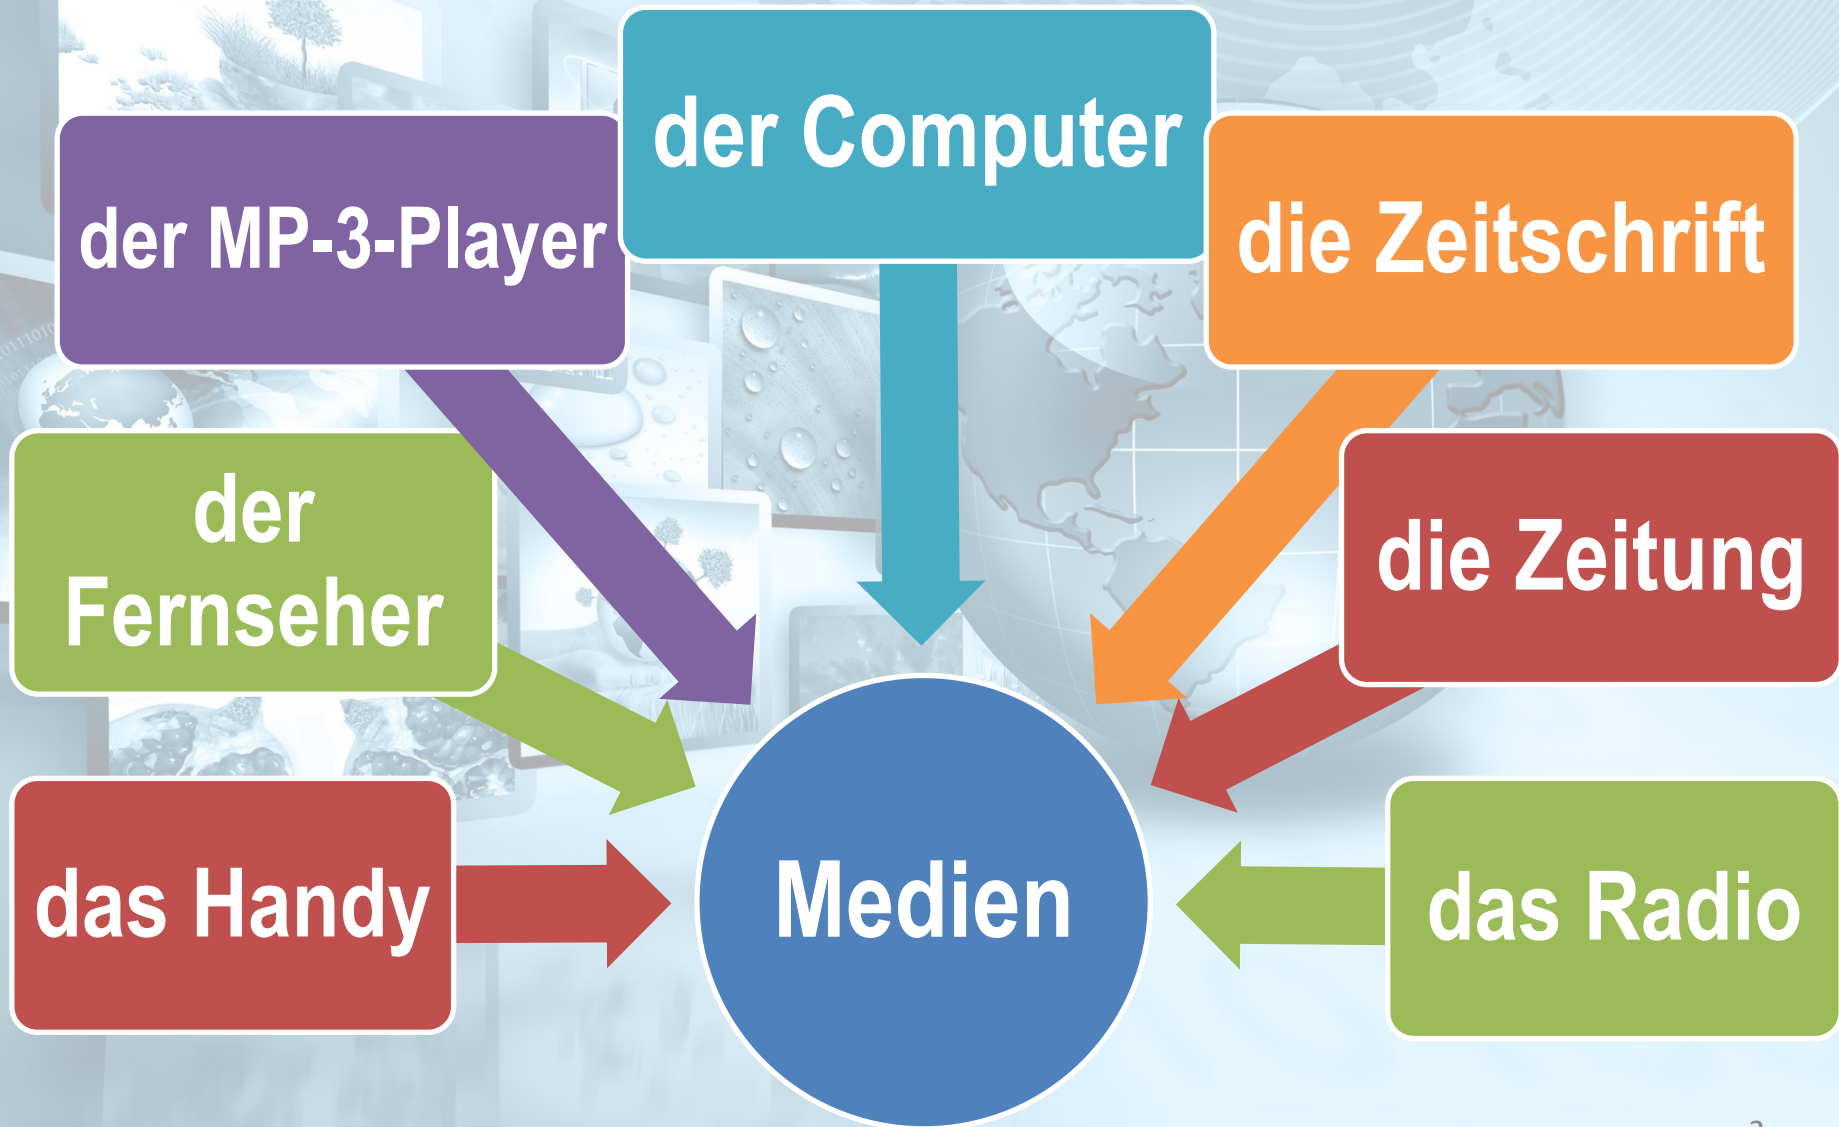 der Computer
der MP-3-Player
die Zeitschrift
der
Fernseher
die Zeitung
das Handy
Medien
das Radio